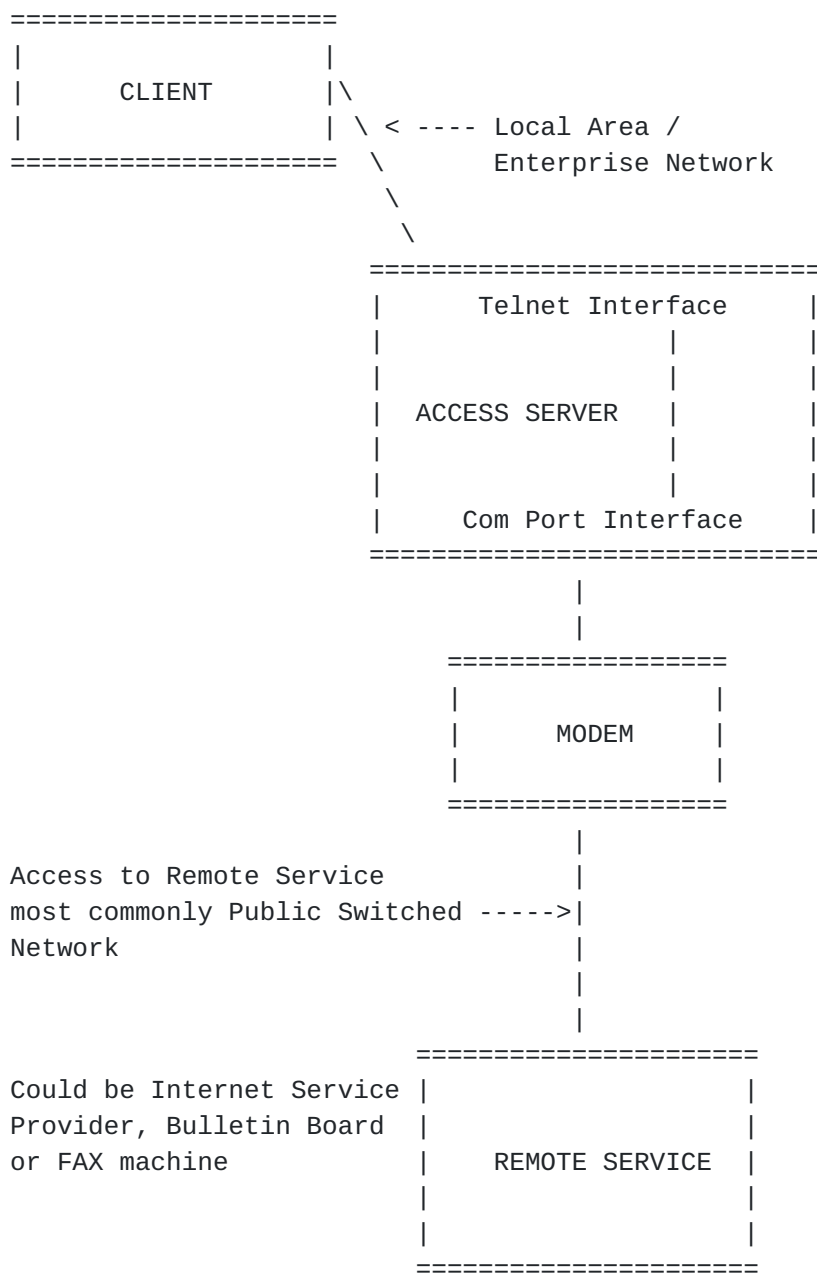 CLIENT
< ---- Local Area /
Enterprise Network
Telnet Interface
ACCESS SERVER
Com Port Interface
MODEM
Access to Remote Service
most commonly Public Switched ----->
Network
Could be Internet Service
Provider, Bulletin Board
or FAX machine
REMOTE SERVICE